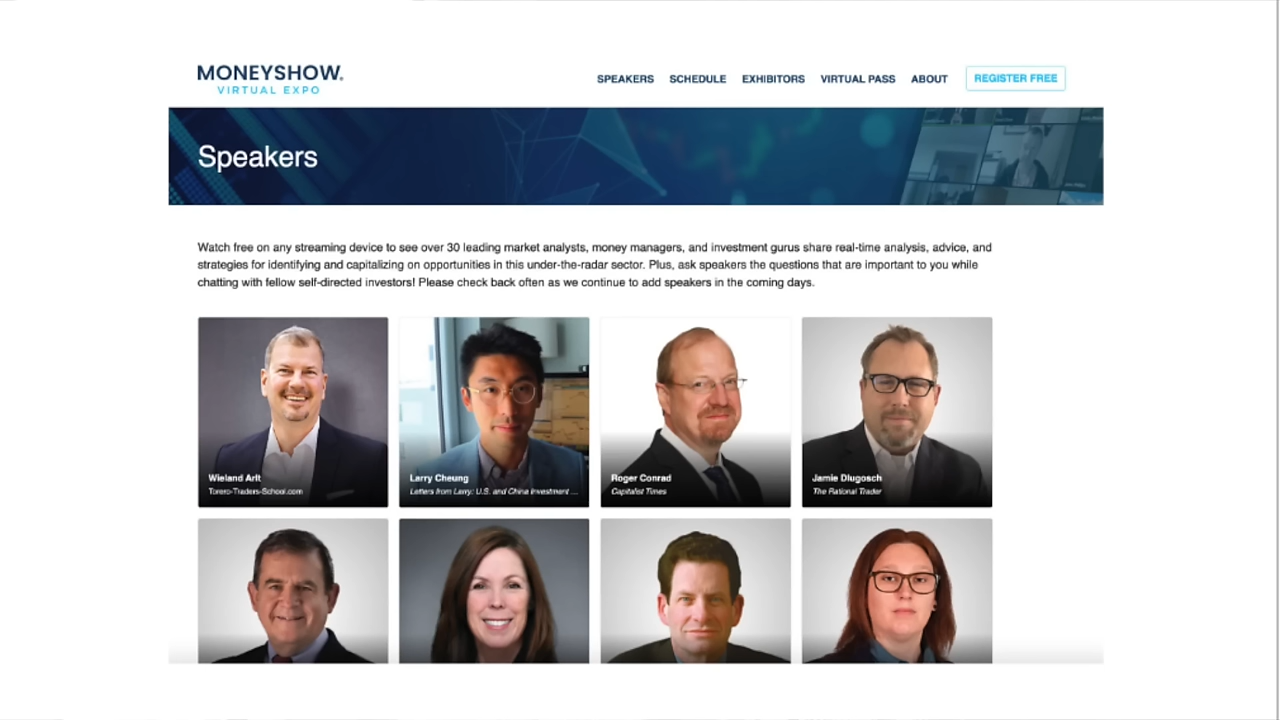 MONEYSHOW.
VIRTUAL EXPO
SPEAKERS SCHEDULE EXHIBITORS VIRTUAL PASS ABOUT REGISTER FREE
Speakers
Watch free on any streaming device to see over 30 leading market analysts, money managers, and investment gurus share real-time analysis, advice, and
strategies for identifying and capitalizing on opportunities in this under-the-radar sector. Plus, ask speakers the questions that are important to you while
chatting with fellow self-directed investors! Please check back often as we continue to add speakers in the coming days.
Wieland Arlt
Torero-Traders-School.com
Larry Cheung
Letters from Larry: U.S. and China Investment ...
Roger Conrad
Capitalist Times
Jamie Dlugosch
The Rational Trader